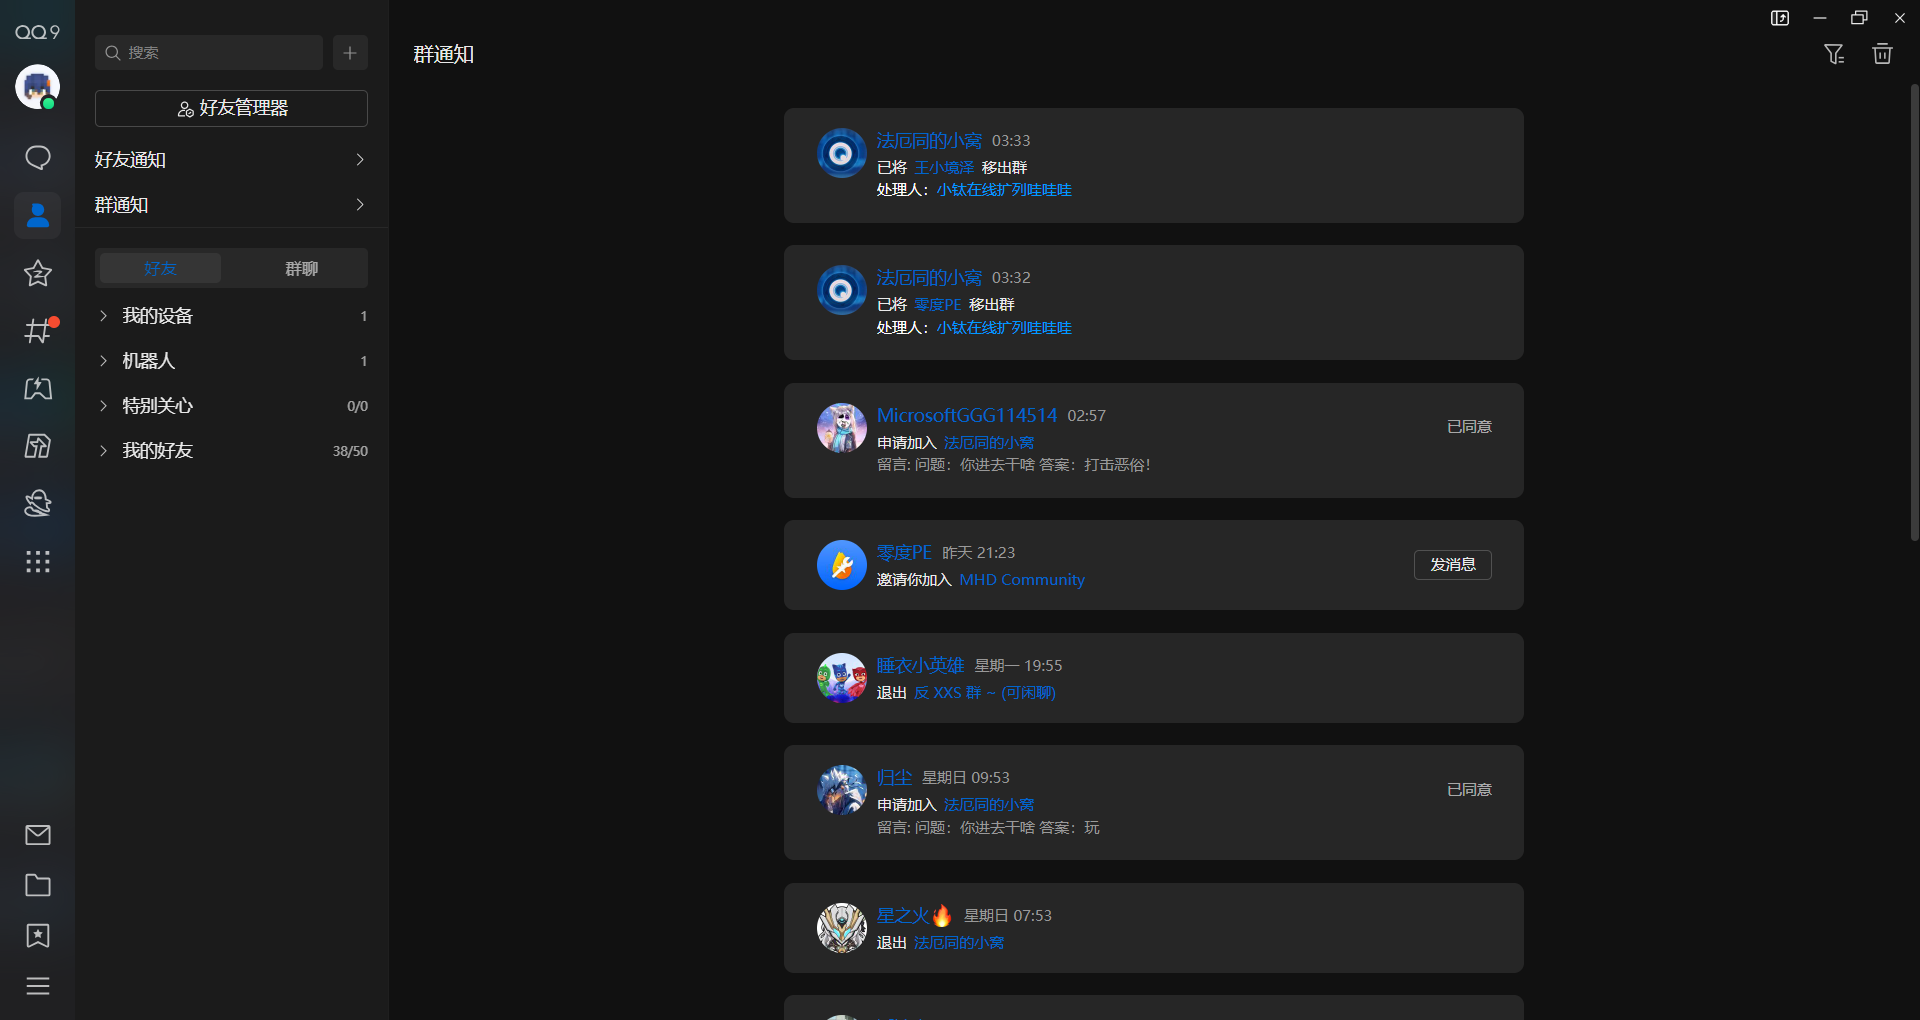 QQ9
搜索
好友管理器
好友通知
群通知
好友 群聊
我的设备 1
机器人 1
特别关心 0/0
我的好友 38/50
群通知
法厄同的小窝 03:33
已将 王小境泽 移出群
处理人：小钛在线扩列哇哇哇
法厄同的小窝 03:32
已将 零度PE 移出群
处理人：小钛在线扩列哇哇哇
MicrosoftGGG114514 02:57
申请加入 法厄同的小窝
留言: 问题：你进去干啥 答案：打击恶俗！
已同意
零度PE 昨天 21:23
邀请你加入 MHD Community
发消息
睡衣小英雄 星期一 19:55
退出 反 XXS 群 ~ (可闲聊)
归尘 星期日 09:53
申请加入 法厄同的小窝
留言: 问题：你进去干啥 答案：玩
已同意
星之火🔥 星期日 07:53
退出 法厄同的小窝